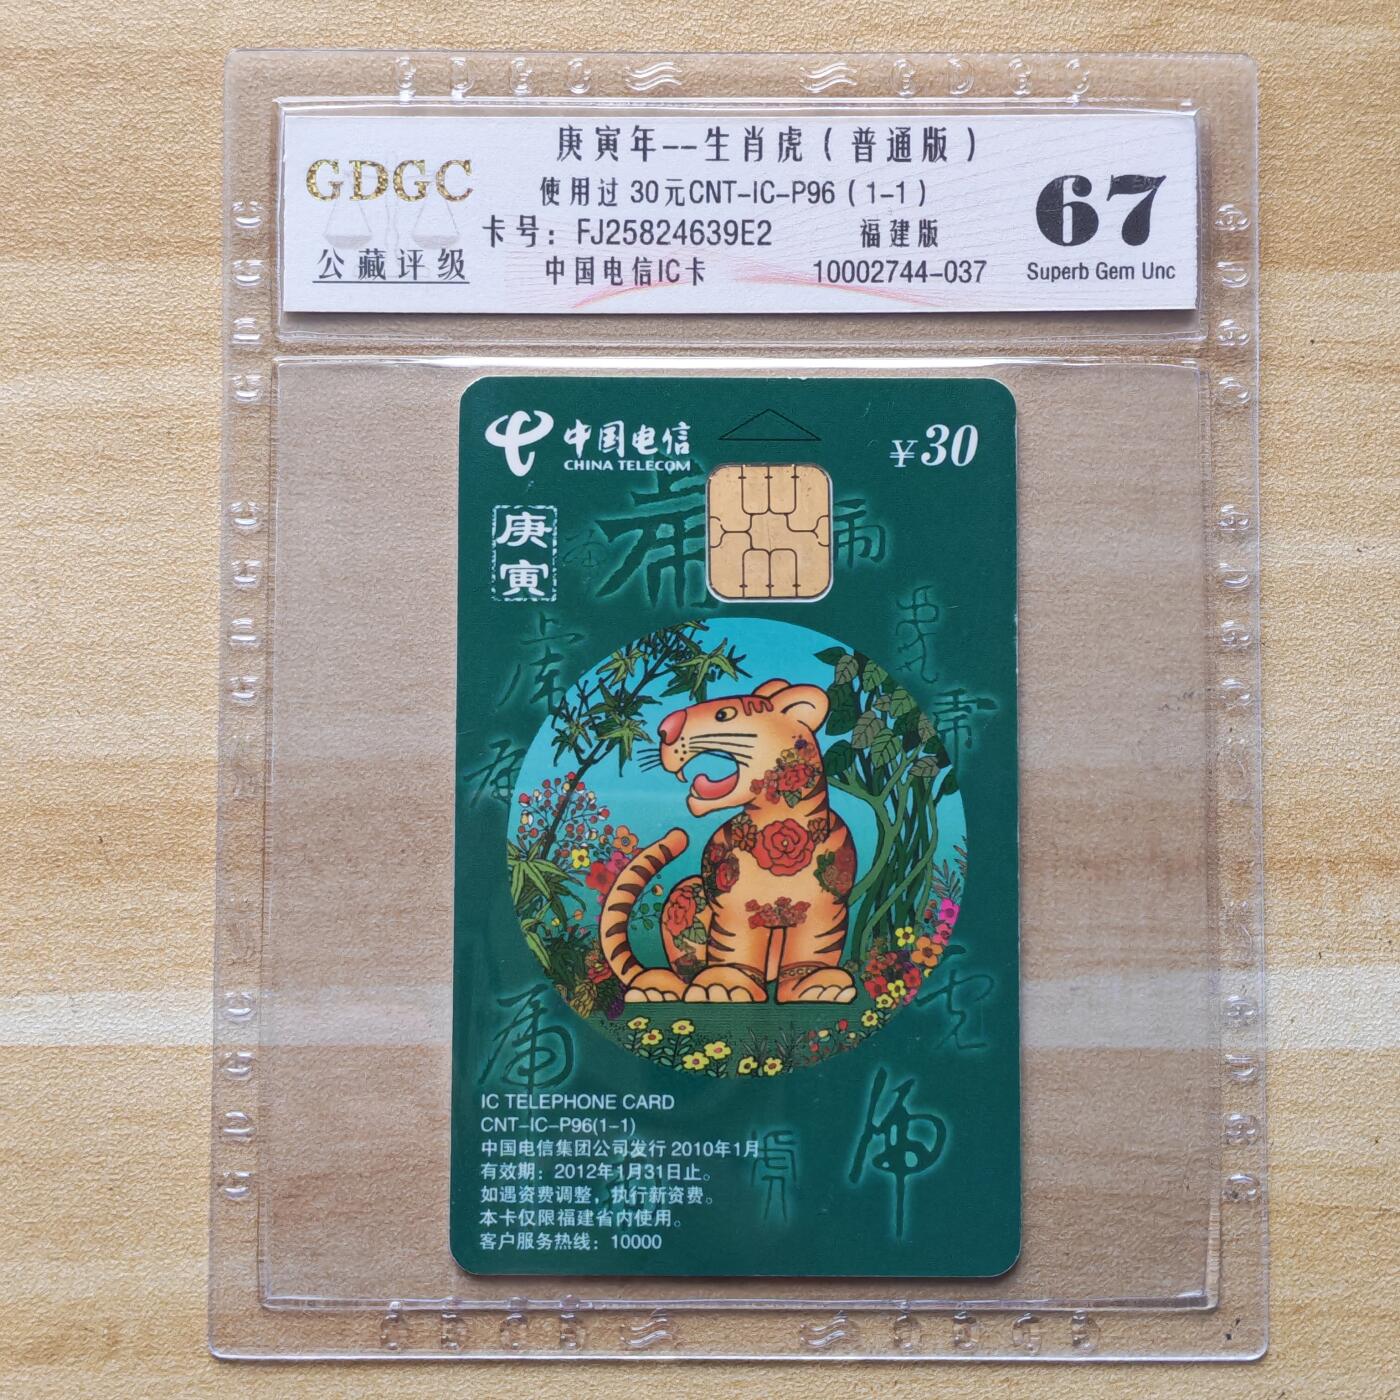 庚寅年--生肖虎(普通版)
GDGC
公藏评级
使用过 30元CNT-IC-P96(1-1)
卡号: FJ25824639E2 福建版
中国电信IC卡 10002744-037
67
Superb Gem Unc
中国电信
CHINA TELECOM
¥30
庚寅
IC TELEPHONE CARD
CNT-IC-P96(1-1)
中国电信集团公司发行 2010年1月
有效期：2012年1月31日止。
如遇资费调整，执行新资费。
本卡仅限福建省内使用。
客户服务热线：10000